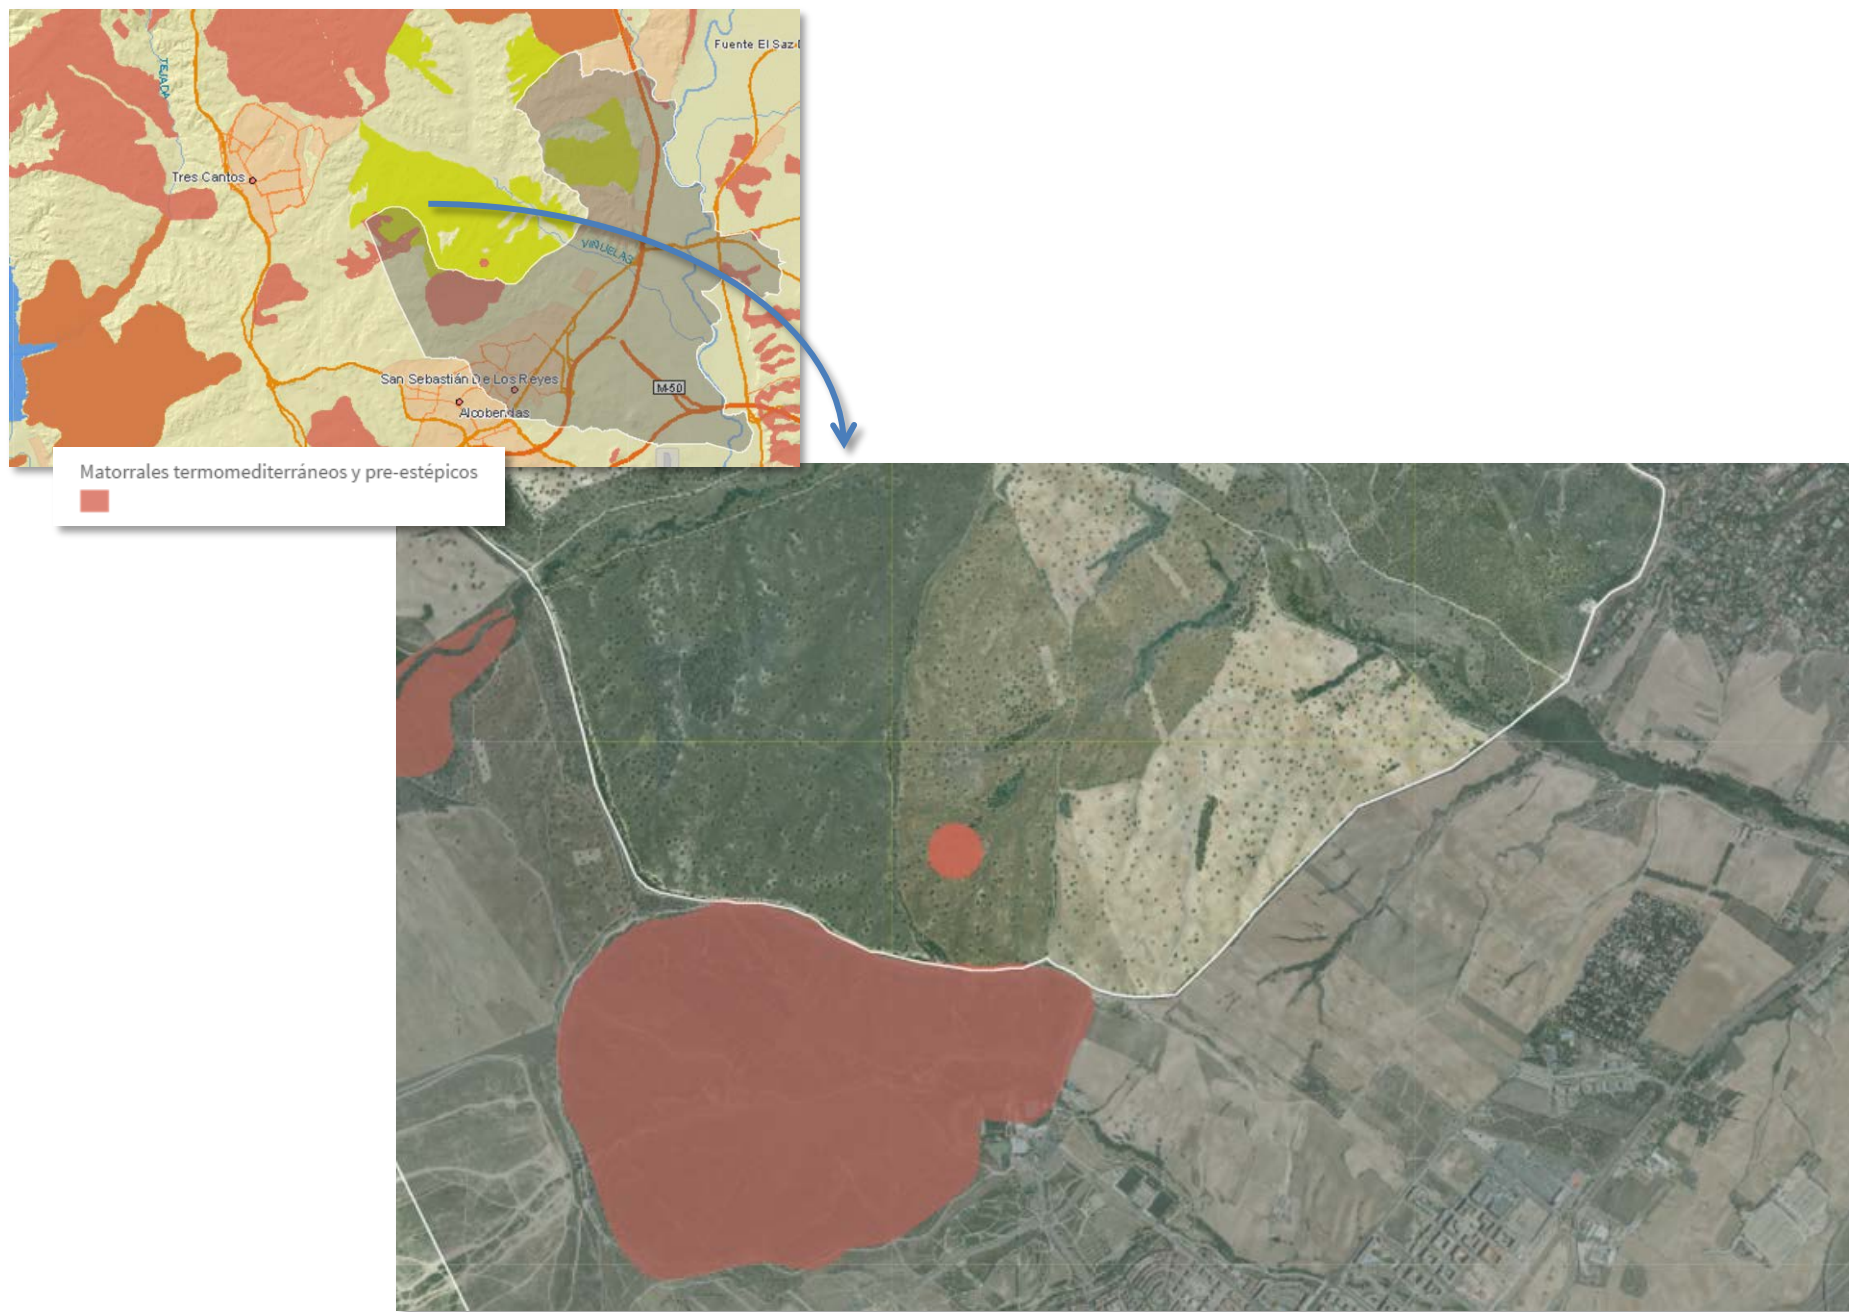 Fuente El Saz
TEJADA
Tres Cantos
VIÑUELAS
San Sebastián De Los Reyes
M-50
Alcobendas
Matorrales termomediterráneos y pre-estépicos